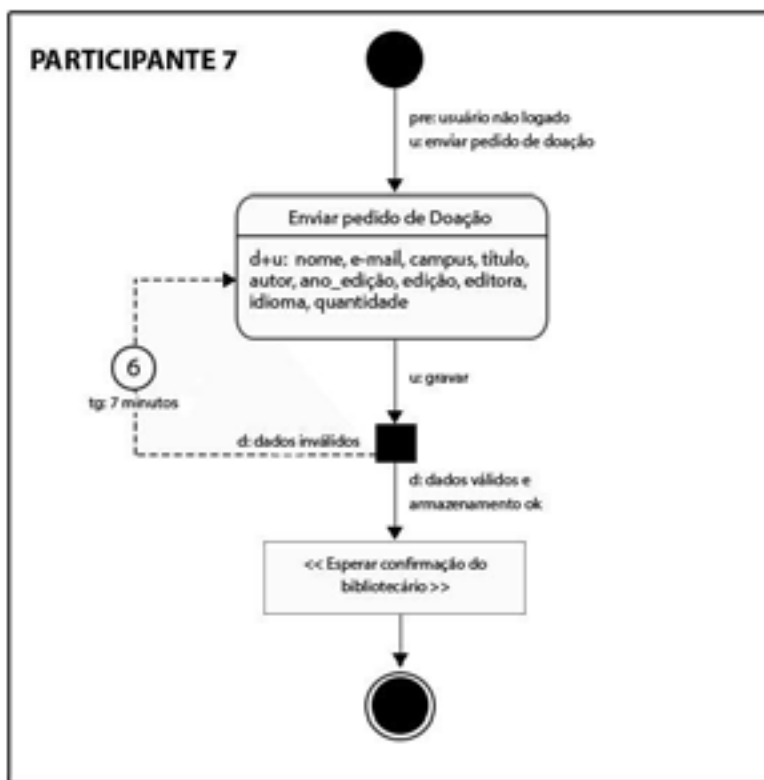 PARTICIPANTE 7
pre: usuário não logado
u: enviar pedido de doação
Enviar pedido de Doação
d+u: nome, e-mail, campus, título,
autor, ano_edição, edição, editora,
idioma, quantidade
6
tg: 7 minutos
u: gravar
d: dados inválidos
d: dados válidos e
armazenamento ok
<< Esperar confirmação do
bibliotecário >>